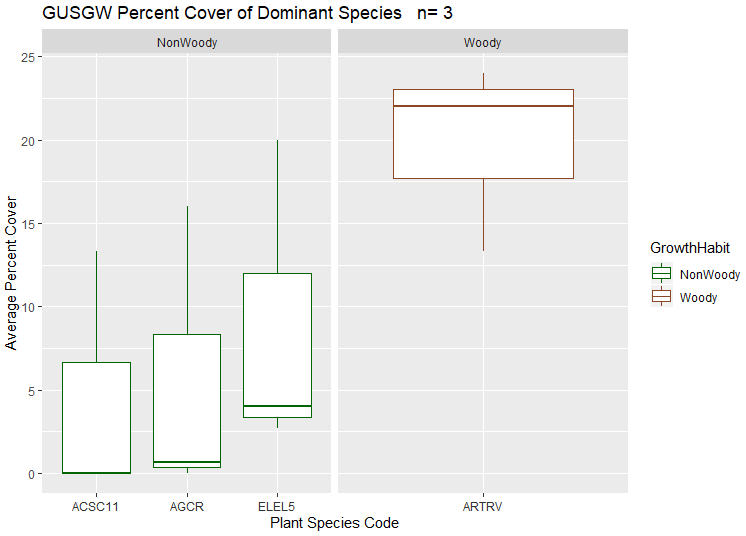 GUSGW Percent Cover of Dominant Species   n= 3
NonWoody
Woody
25
20
15
10
5
0
Average Percent Cover
ACSC11
AGCR
ELEL5
ARTRV
Plant Species Code
GrowthHabit
NonWoody
Woody